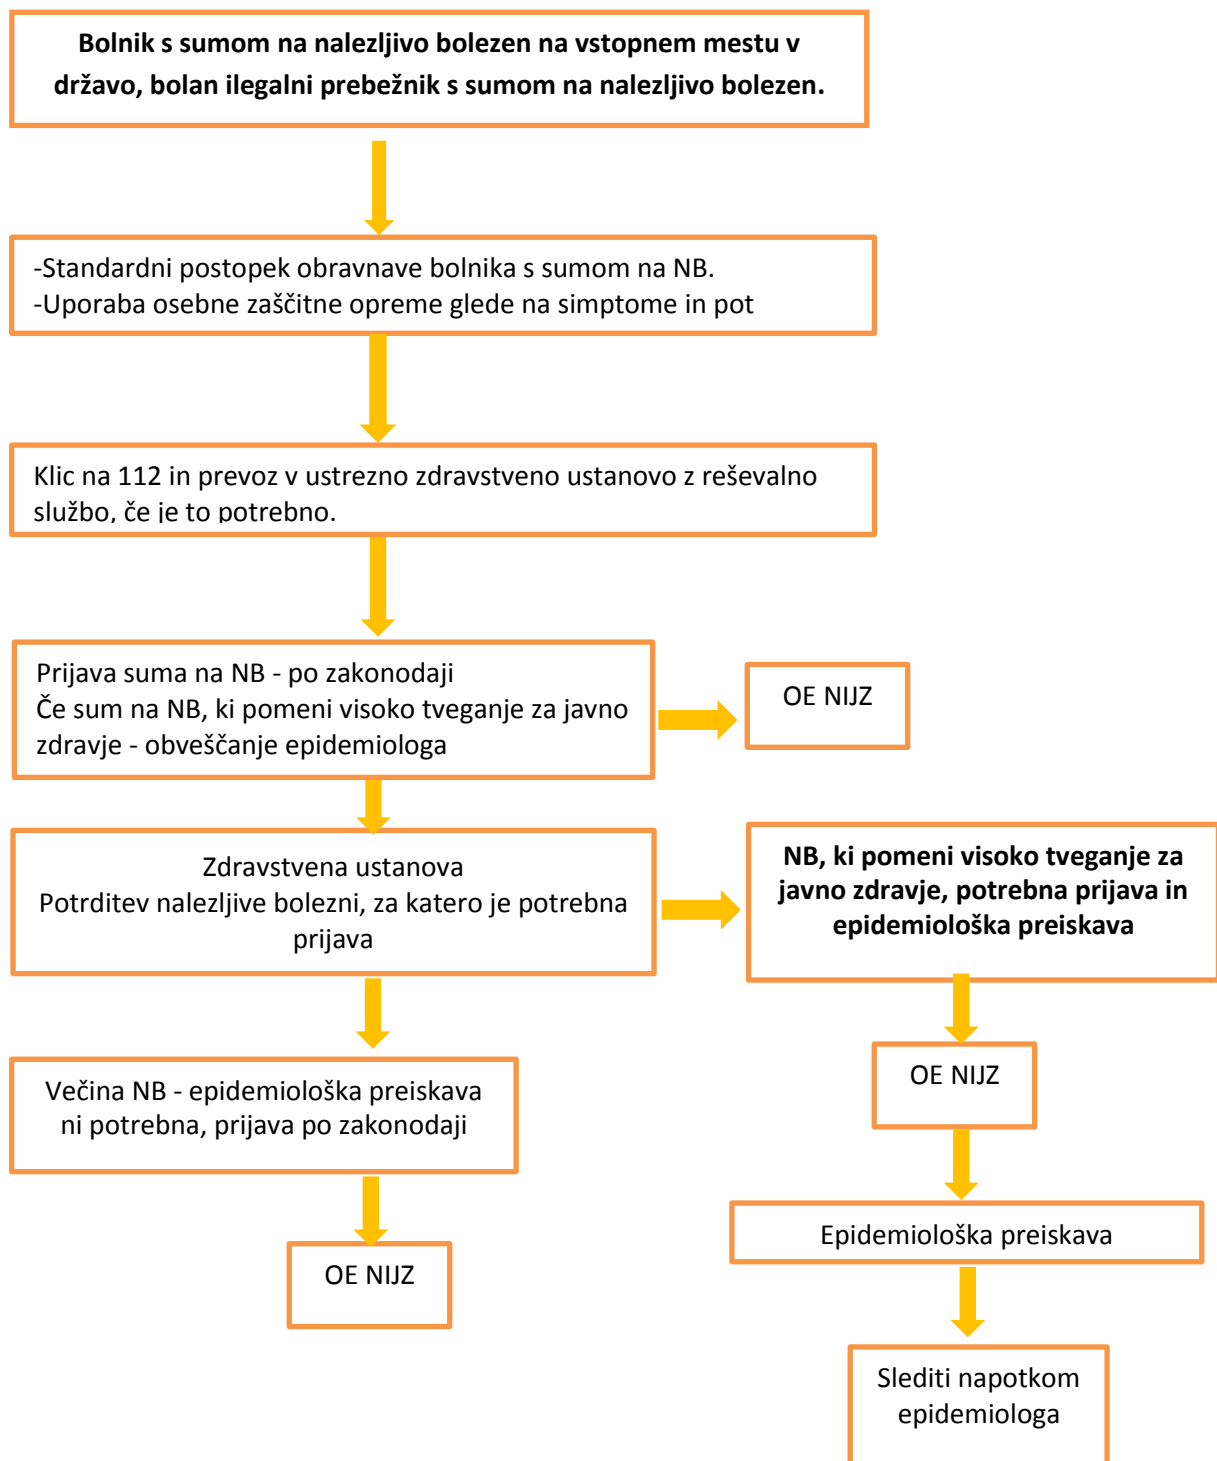 Bolnik s sumom na nalezljivo bolezen na vstopnem mestu v
državo, bolan ilegalni prebežnik s sumom na nalezljivo bolezen.
-Standardni postopek obravnave bolnika s sumom na NB.
-Uporaba osebne zaščitne opreme glede na simptome in pot
Klic na 112 in prevoz v ustrezno zdravstveno ustanovo z reševalno
službo, če je to potrebno.
Prijava suma na NB - po zakonodaji
Če sum na NB, ki pomeni visoko tveganje za javno
zdravje - obveščanje epidemiologa
OE NIJZ
Zdravstvena ustanova
Potrditev nalezljive bolezni, za katero je potrebna
prijava
NB, ki pomeni visoko tveganje za
javno zdravje, potrebna prijava in
epidemiološka preiskava
Večina NB - epidemiološka preiskava
ni potrebna, prijava po zakonodaji
OE NIJZ
OE NIJZ
Epidemiološka preiskava
Slediti napotkom
epidemiologa